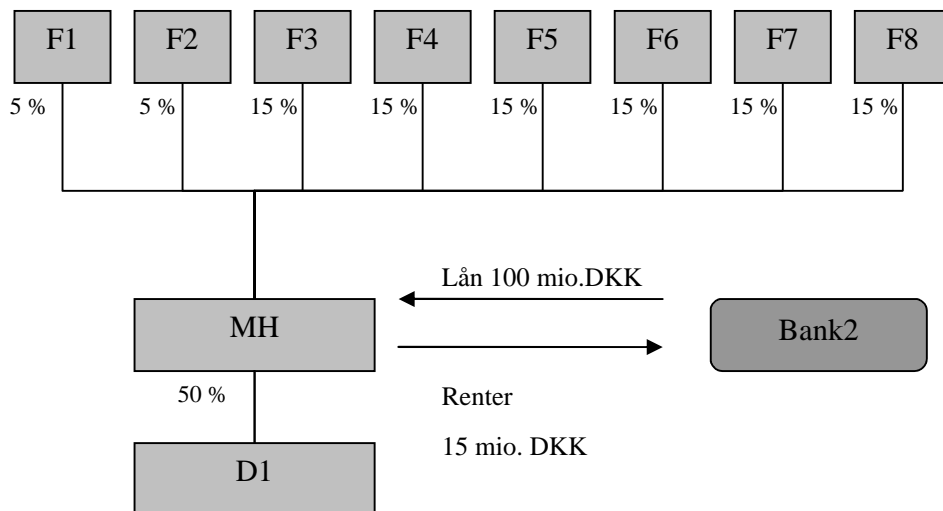 F1 F2 F3 F4 F5 F6 F7 F8
5 % 5 % 15 % 15 % 15 % 15 % 15 % 15 %
Lån 100 mio.DKK
MH Bank2
50 % Renter
15 mio. DKK
D1